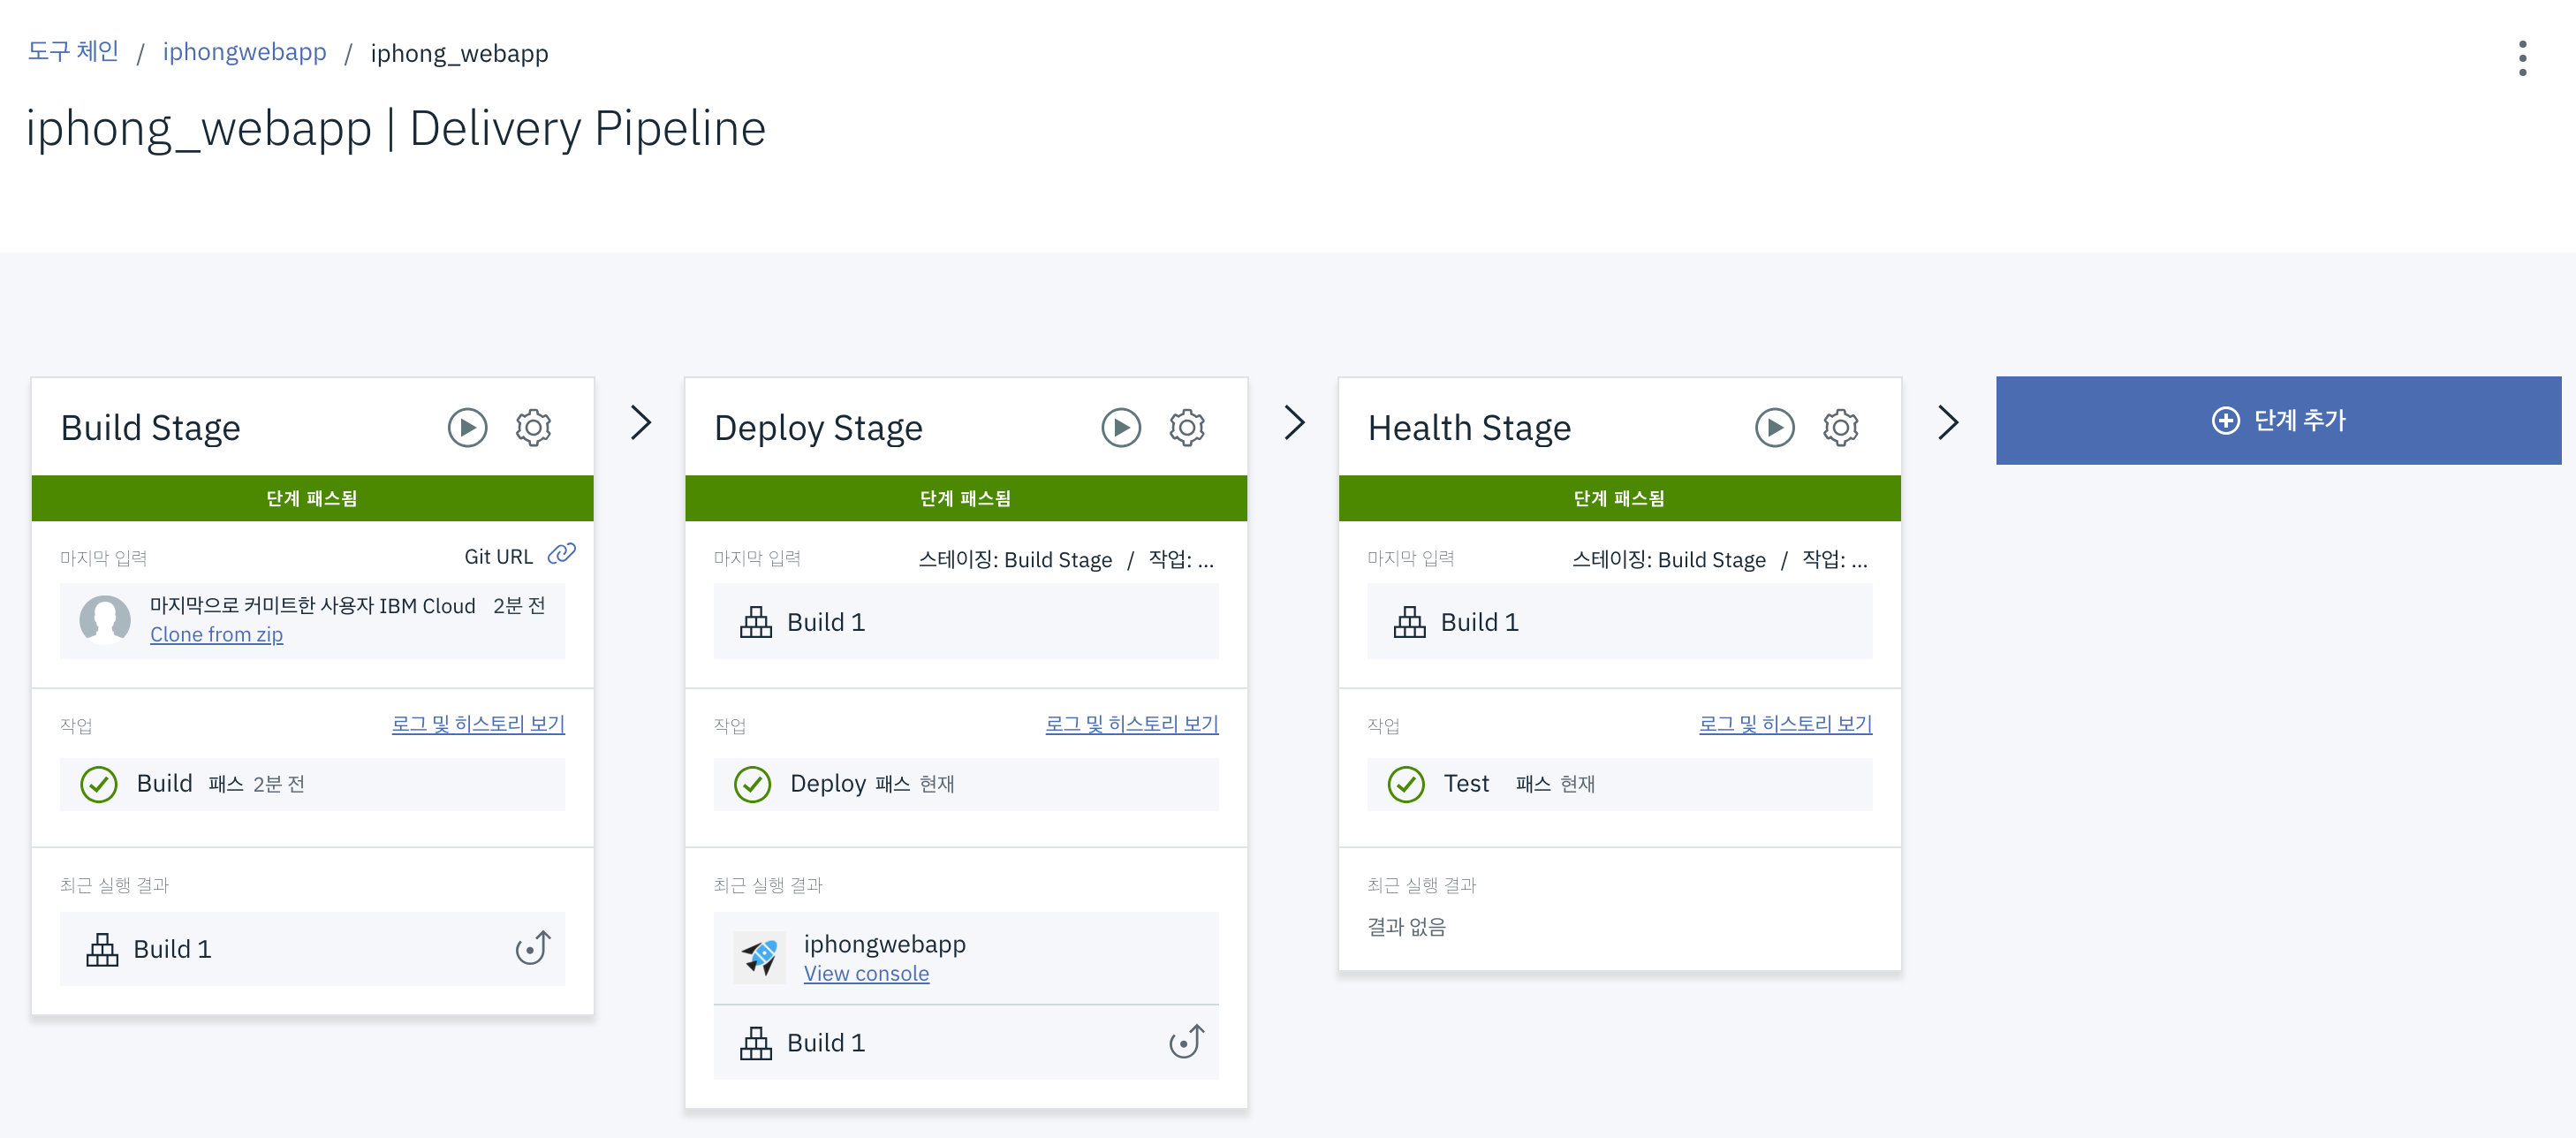 도구 체인 / iphongwebapp / iphong_webapp
iphong_webapp | Delivery Pipeline
Build Stage
단계 패스됨
마지막 입력 Git URL
마지막으로 커미트한 사용자 IBM Cloud 2분 전
Clone from zip
작업 로그 및 히스토리 보기
Build 패스 2분 전
최근 실행 결과
Build 1
Deploy Stage
단계 패스됨
마지막 입력 스테이징: Build Stage / 작업: ...
Build 1
작업 로그 및 히스토리 보기
Deploy 패스 현재
최근 실행 결과
iphongwebapp
View console
Build 1
Health Stage
단계 패스됨
마지막 입력 스테이징: Build Stage / 작업: ...
Build 1
작업 로그 및 히스토리 보기
Test 패스 현재
최근 실행 결과
결과 없음
단계 추가